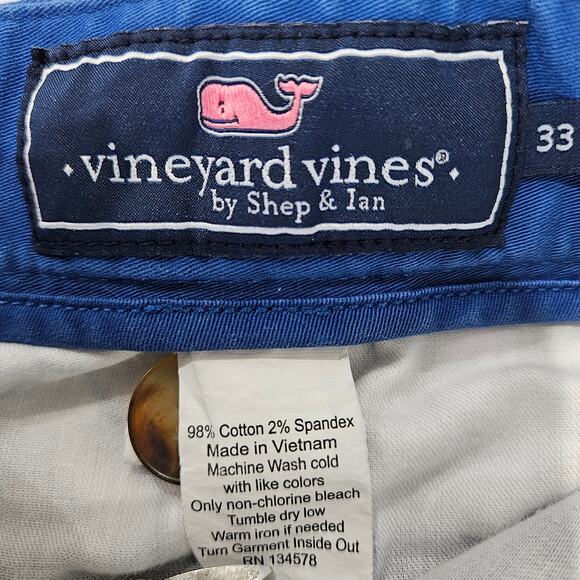 vineyard vines®
by Shep & Ian
33
98% Cotton 2% Spandex
Made in Vietnam
Machine Wash cold
with like colors
Only non-chlorine bleach
Tumble dry low
Warm iron if needed
Turn Garment Inside Out
RN 134578